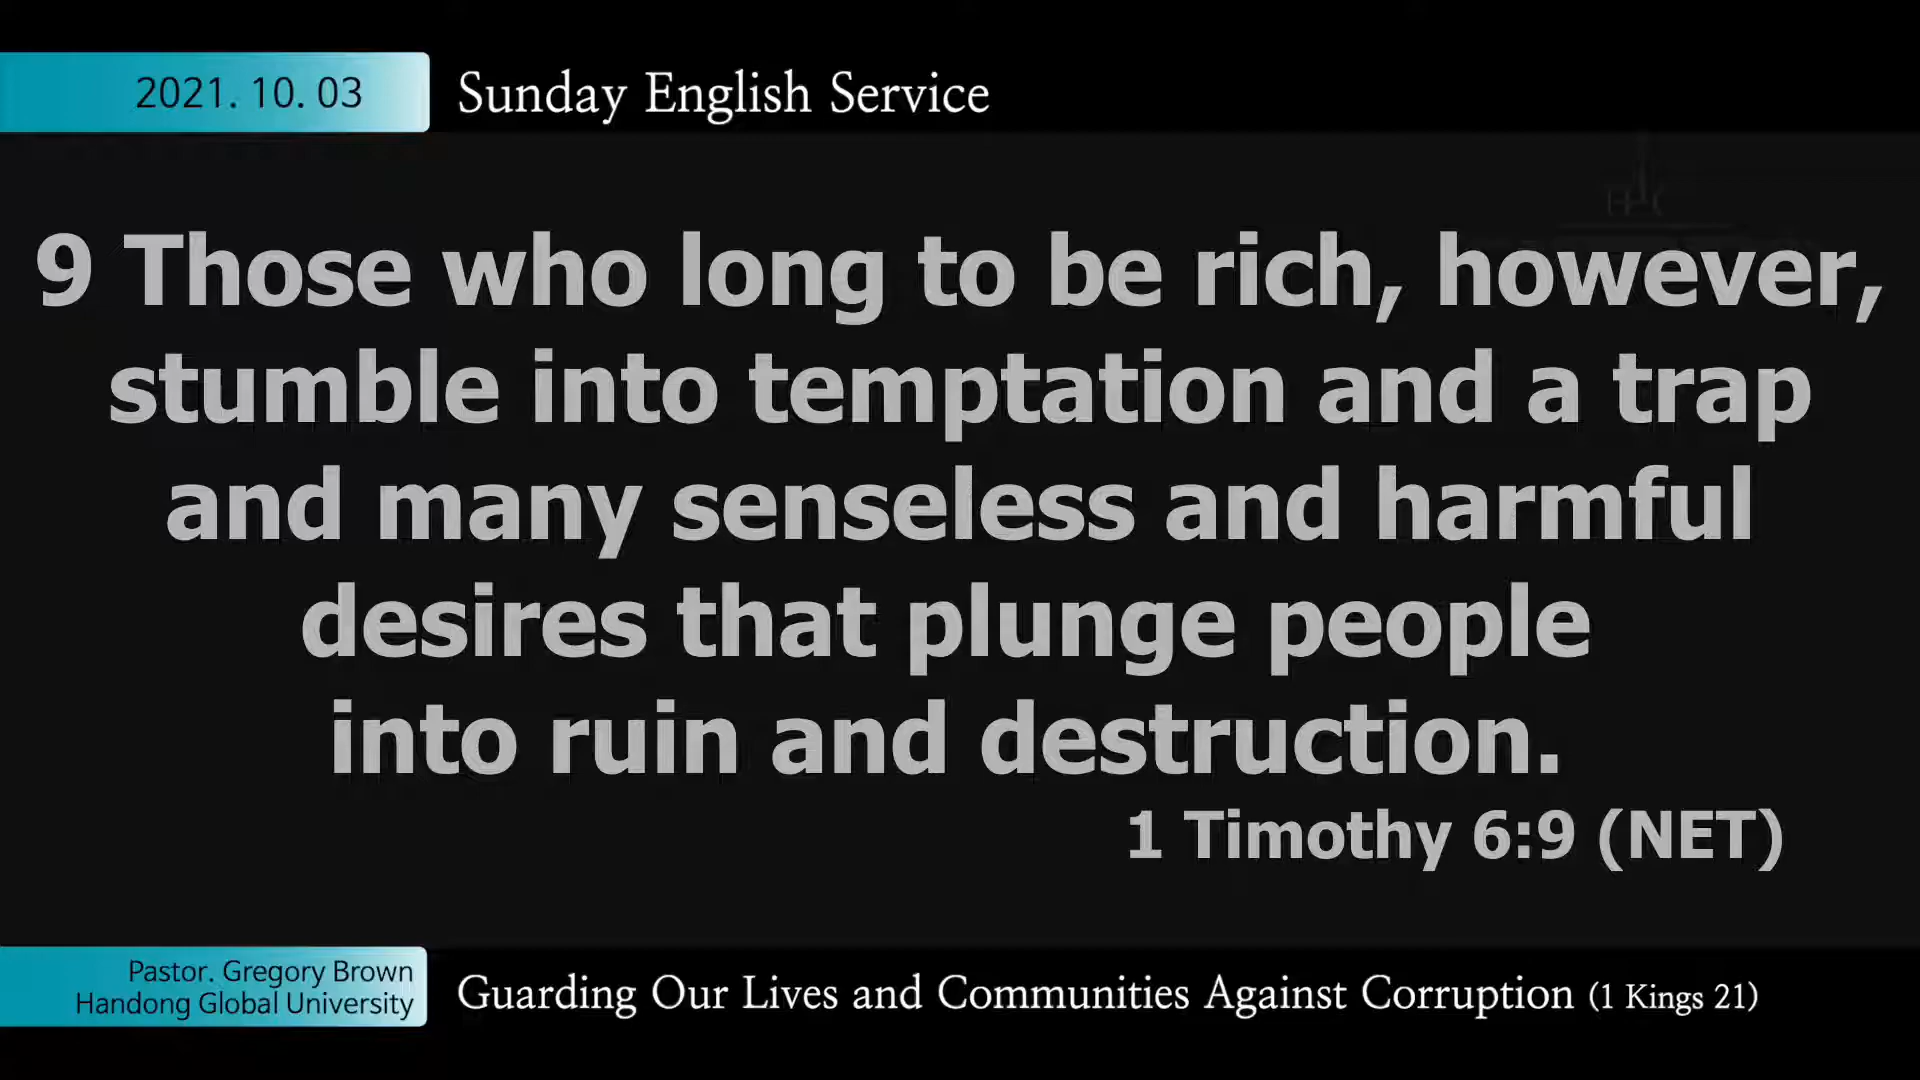 2021. 10. 03
Sunday English Service
9 Those who long to be rich, however,
stumble into temptation and a trap
and many senseless and harmful
desires that plunge people
into ruin and destruction.
1 Timothy 6:9 (NET)
Pastor. Gregory Brown
Handong Global University
Guarding Our Lives and Communities Against Corruption (1 Kings 21)